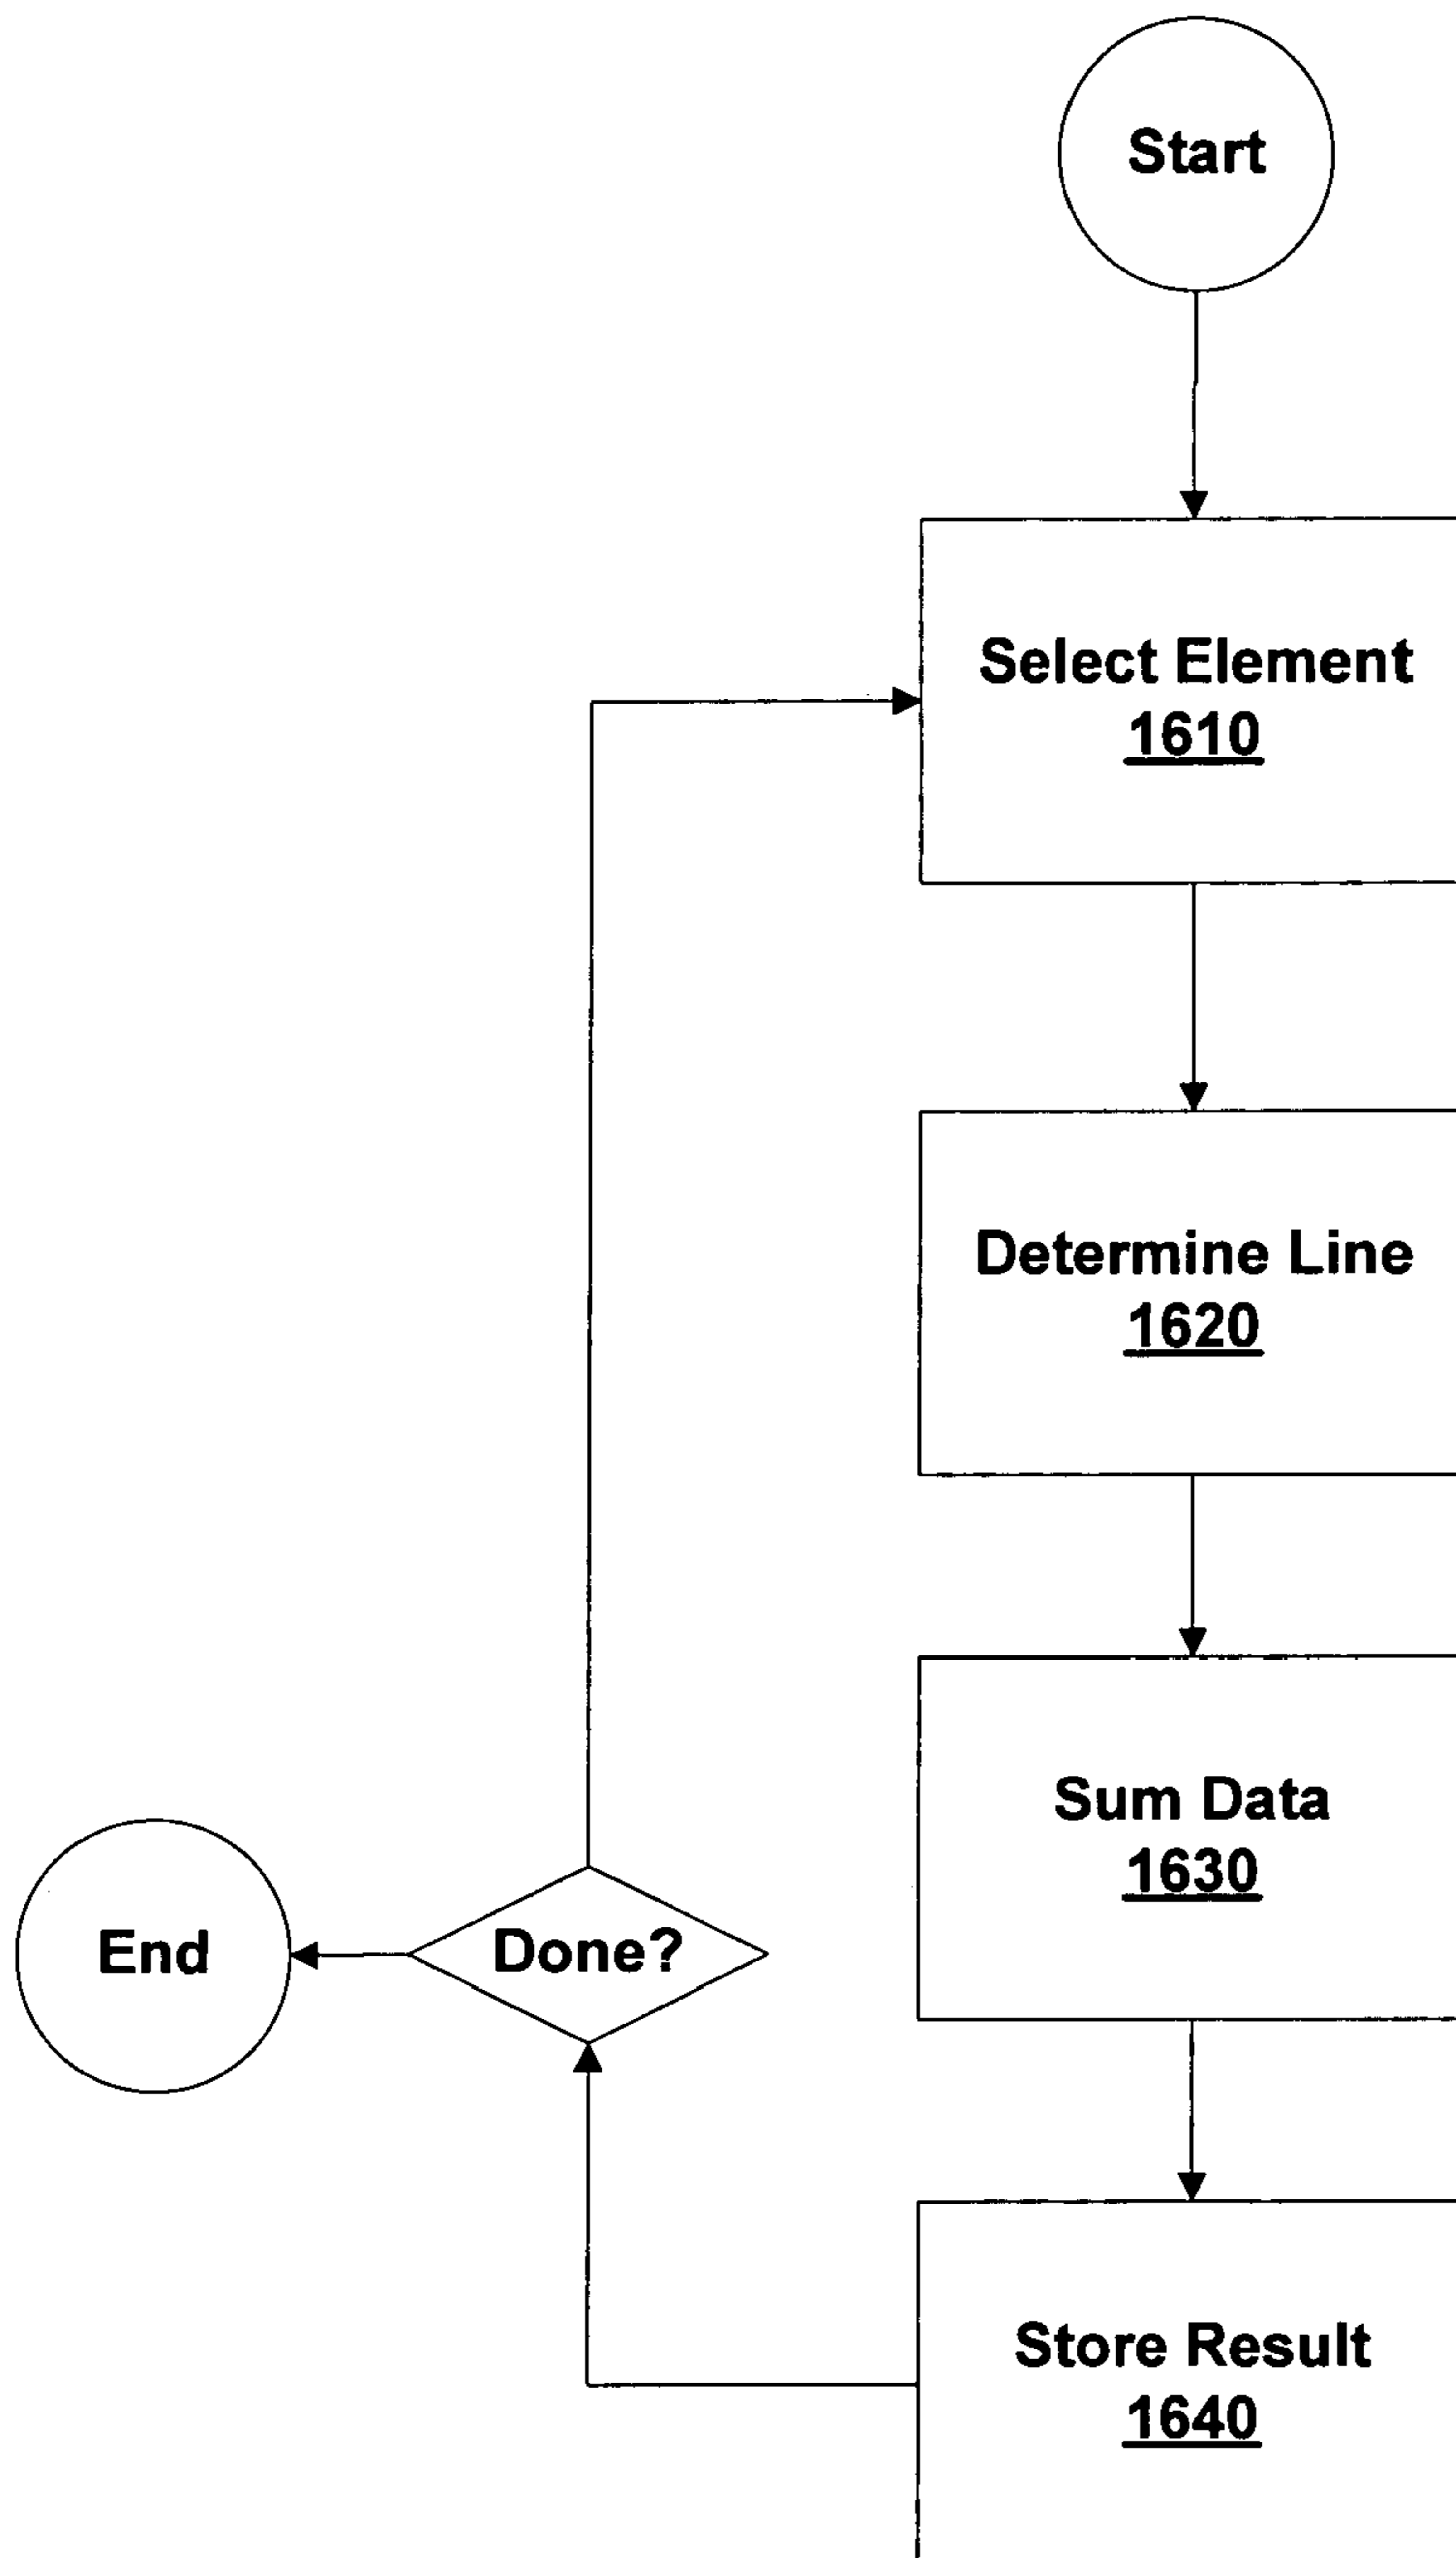 Start
Select Element
1610
Determine Line
1620
Sum Data
1630
End
Done?
Store Result
1640